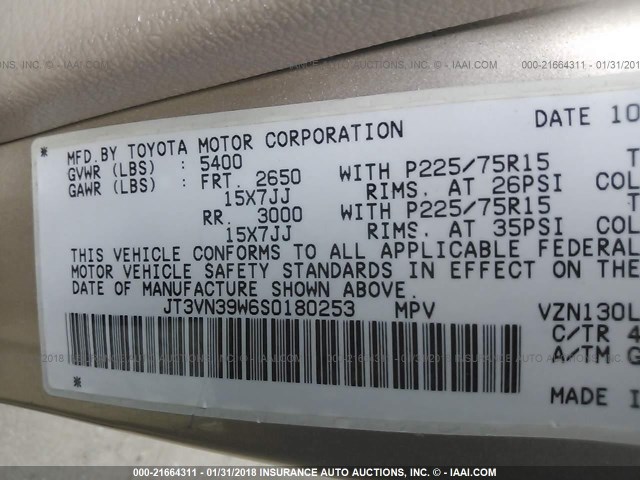 000-21664311 - 01/31/2018 INSURANCE AUTO AUCTIONS, INC. - © IAAI.COM
000-21664311 - 01/31/2018
MFD.BY TOYOTA MOTOR CORPORATION DATE 10
GVWR (LBS) : 5400
GAWR (LBS) : FRT. 2650 WITH P225/75R15 T
15X7JJ RIMS. AT 26PSI COL
RR. 3000 WITH P225/75R15 T
15X7JJ RIMS. AT 35PSI COL
THIS VEHICLE CONFORMS TO ALL APPLICABLE FEDERAL
MOTOR VEHICLE SAFETY STANDARDS IN EFFECT ON THE
DATE OF MANUFACTURE SHOWN ABOVE.
JT3VN39W6S0180253 MPV VZN130L
C/TR 4
A/TM G
MADE I
000-21664311 - 01/31/2018 INSURANCE AUTO AUCTIONS, INC. - © IAAI.COM